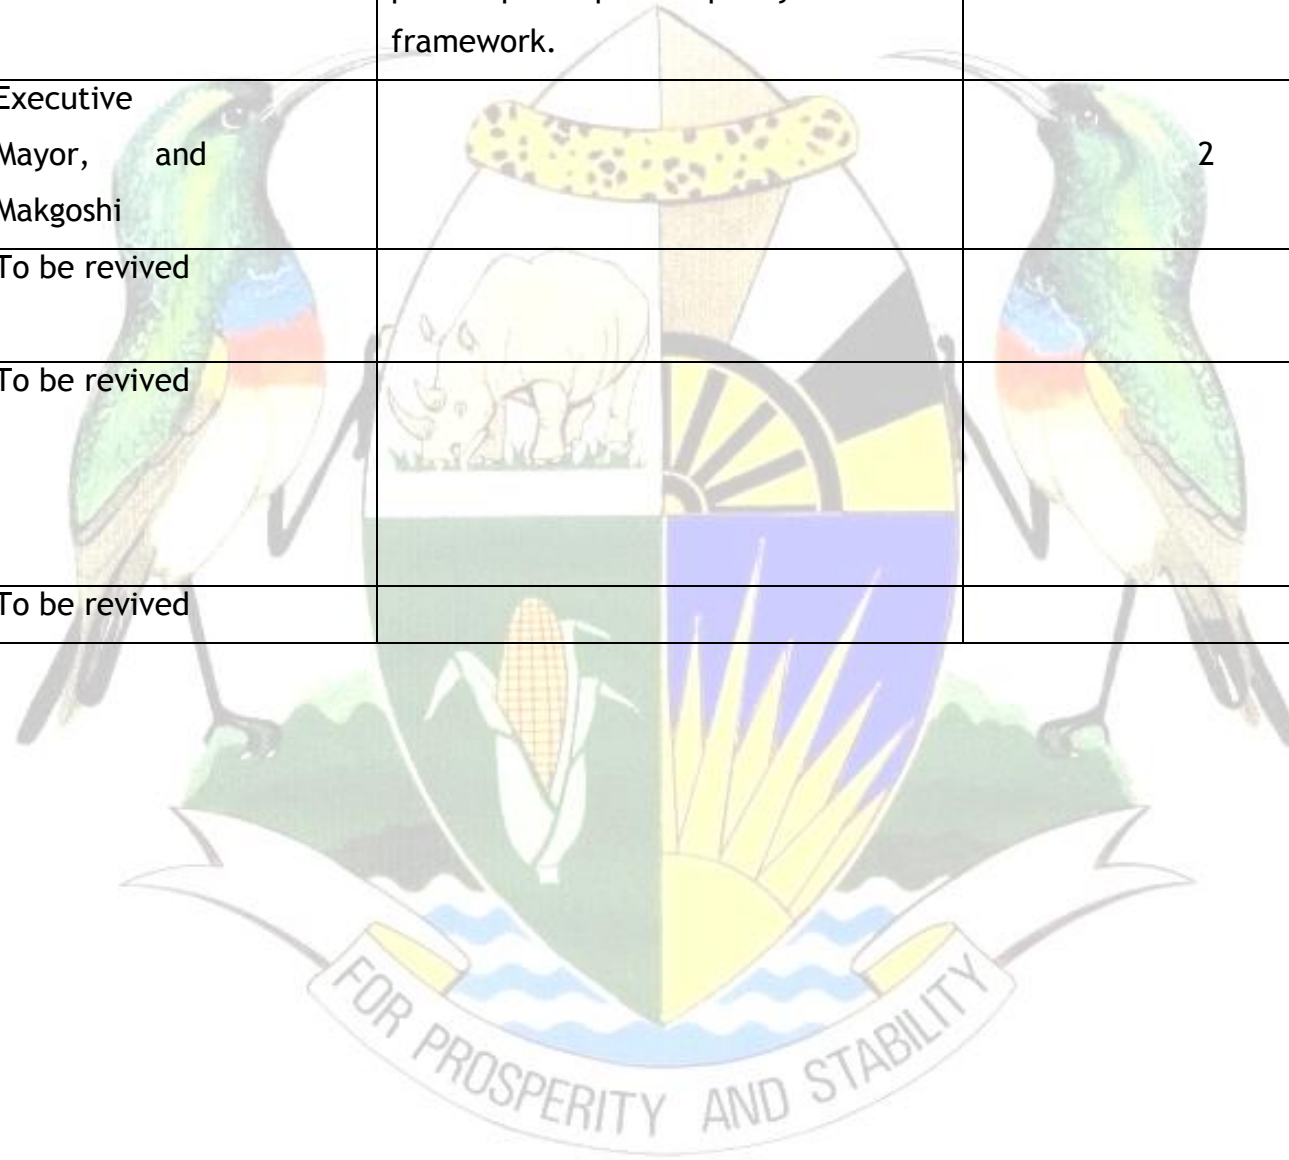 framework.
Executive
Mayor, and
Makgoshi
2
To be revived
To be revived
To be revived
FOR PROSPERITY AND STABILITY